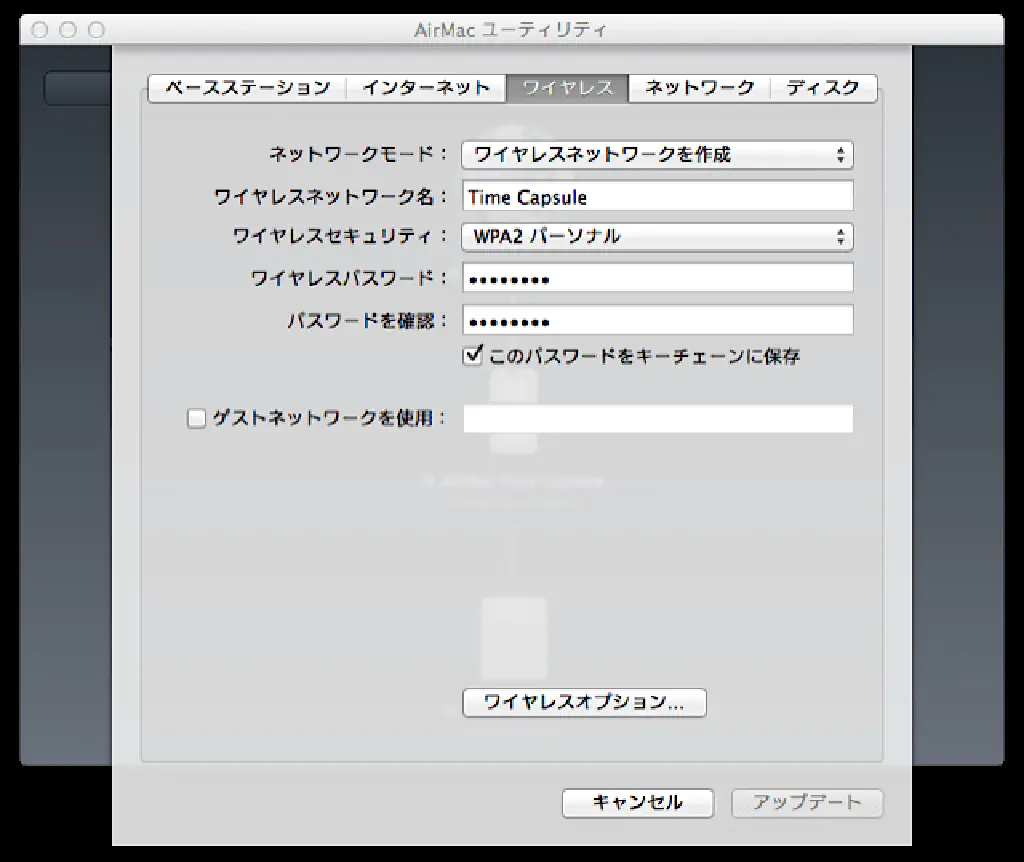 AirMac ユーティリティ
ベースステーション インターネット ワイヤレス ネットワーク ディスク
ネットワークモード： ワイヤレスネットワークを作成
ワイヤレスネットワーク名： Time Capsule
ワイヤレスセキュリティ： WPA2 パーソナル
ワイヤレスパスワード： ••••••••
パスワードを確認： ••••••••
このパスワードをキーチェーンに保存
ゲストネットワークを使用：
AirMac Time Capsule
ワイヤレスオプション...
キャンセル アップデート